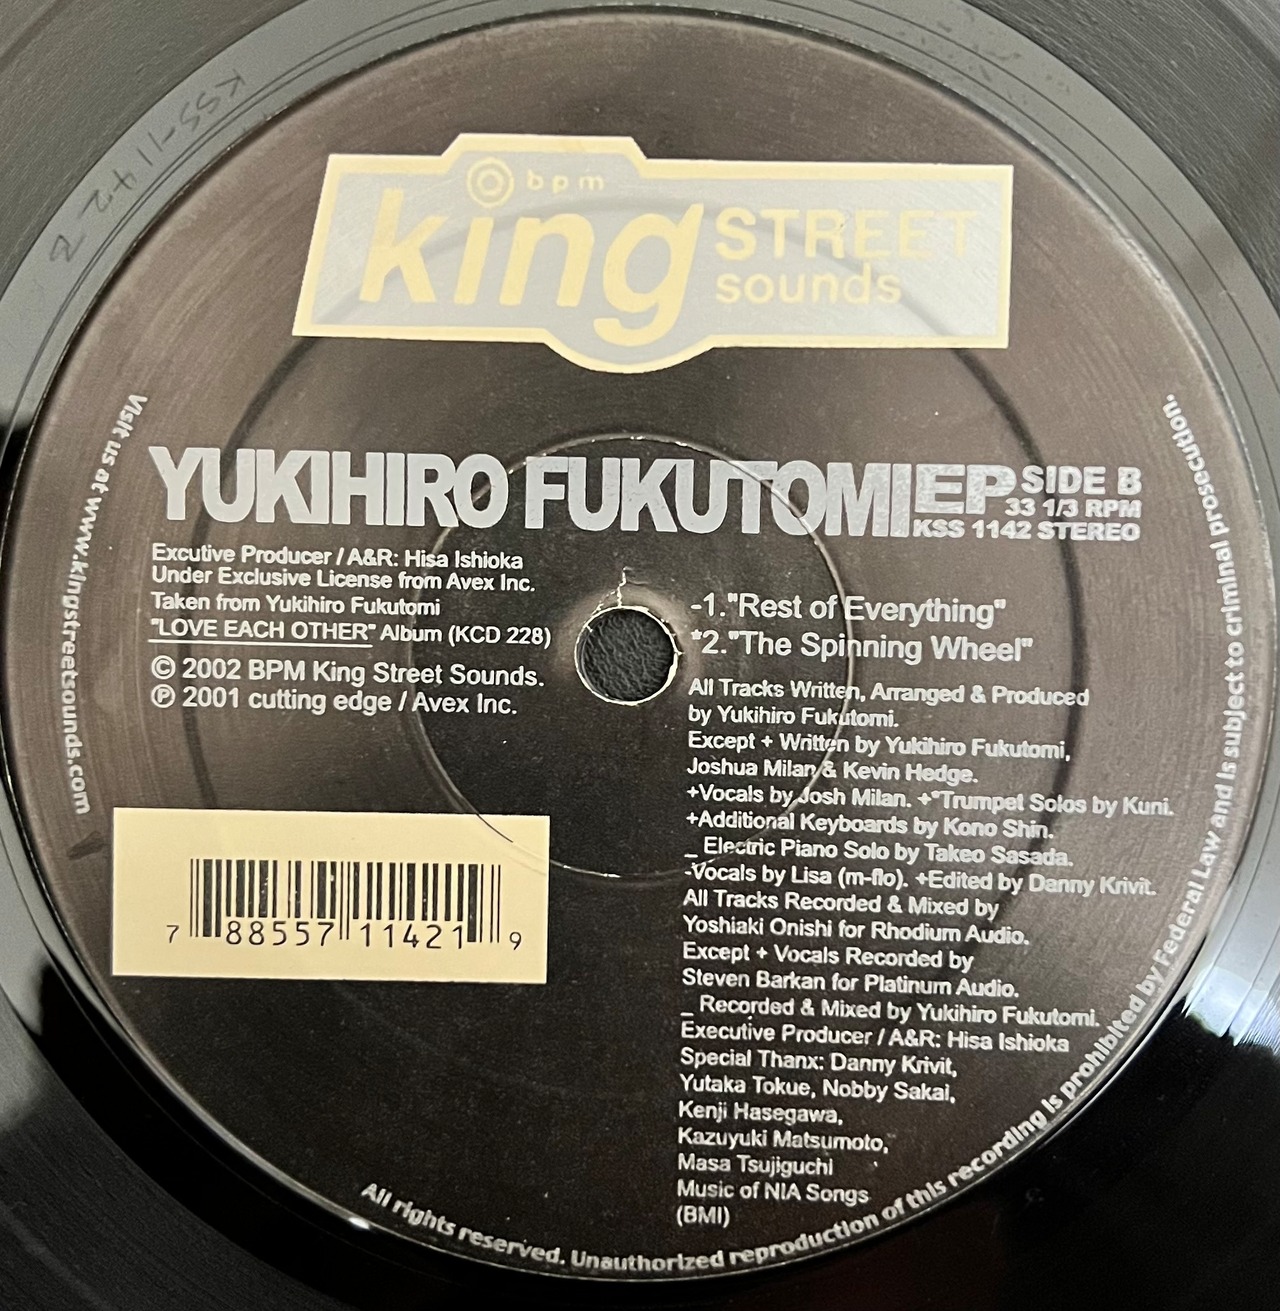 KSS-1142 B
bpm
king STREET
sounds
YUKIHIRO FUKUTOMI EP SIDE B
33 1/3 RPM
KSS 1142 STEREO
Excutive Producer / A&R: Hisa Ishioka
Under Exclusive License from Avex Inc.
Taken from Yukihiro Fukutomi
"LOVE EACH OTHER" Album (KCD 228)
© 2002 BPM King Street Sounds.
℗ 2001 cutting edge / Avex Inc.
-1."Rest of Everything"
*2."The Spinning Wheel"
All Tracks Written, Arranged & Produced
by Yukihiro Fukutomi.
Except + Written by Yukihiro Fukutomi,
Joshua Milan & Kevin Hedge.
+Vocals by Josh Milan. +*Trumpet Solos by Kuni.
+Additional Keyboards by Kono Shin.
_ Electric Piano Solo by Takeo Sasada.
-Vocals by Lisa (m-flo). +Edited by Danny Krivit.
All Tracks Recorded & Mixed by
Yoshiaki Onishi for Rhodium Audio.
Except + Vocals Recorded by
Steven Barkan for Platinum Audio.
_ Recorded & Mixed by Yukihiro Fukutomi.
Executive Producer / A&R: Hisa Ishioka
Special Thanx: Danny Krivit,
Yutaka Tokue, Nobby Sakai,
Kenji Hasegawa,
Kazuyuki Matsumoto,
Masa Tsujiguchi
Music of NIA Songs
(BMI)
7 88557 11421 9
Visit us at www.kingstreetsounds.com
All rights reserved. Unauthorized reproduction of this recording is prohibited by Federal Law and is subject to criminal prosecution.